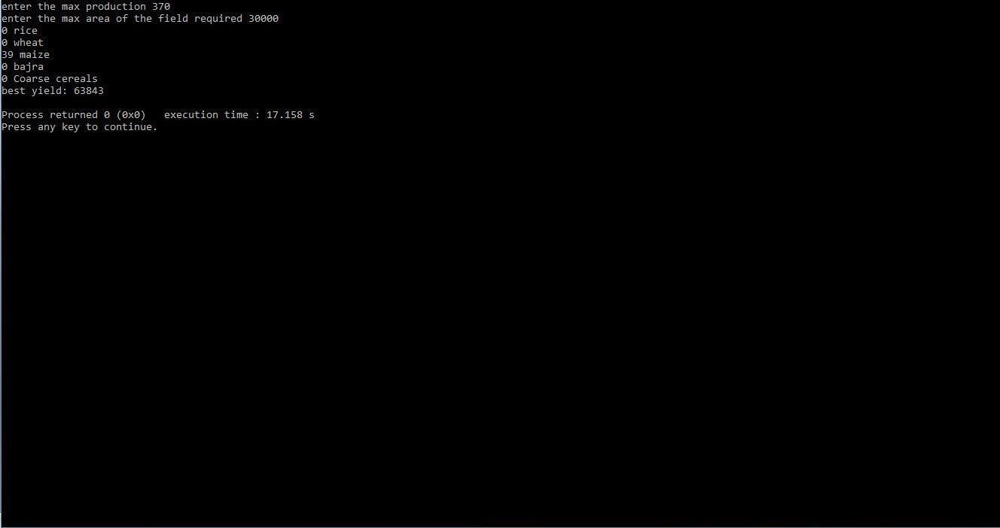 enter the max production 370
enter the max area of the field required 30000
0 rice
0 wheat
39 maize
0 bajra
0 Coarse cereals
best yield: 63843
Process returned 0 (0x0)   execution time : 17.158 s
Press any key to continue.